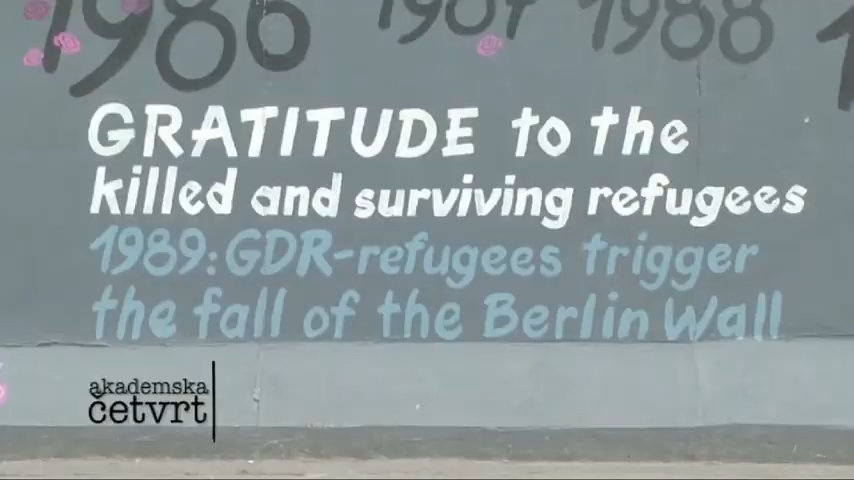 1986 1987 1988
GRATITUDE to the
killed and surviving refugees
1989: GDR-refugees trigger
the fall of the Berlin Wall
akademska
četvrt